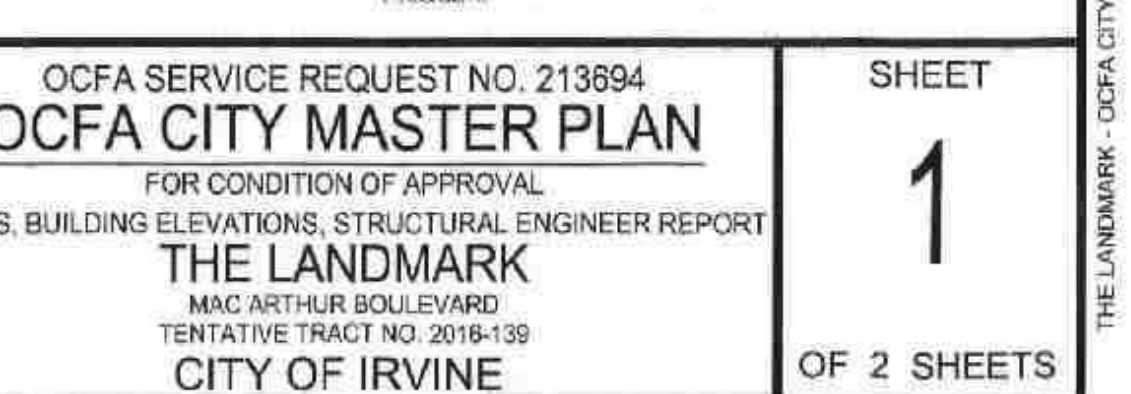 OCFA SERVICE REQUEST NO. 213694
OCFA CITY MASTER PLAN
FOR CONDITION OF APPROVAL
BUILDING ELEVATIONS, STRUCTURAL ENGINEER REPORT
THE LANDMARK
MAC ARTHUR BOULEVARD
TENTATIVE TRACT NO. 2016-139
CITY OF IRVINE
SHEET
1
OF 2 SHEETS
THE LANDMARK - OCFA CITY